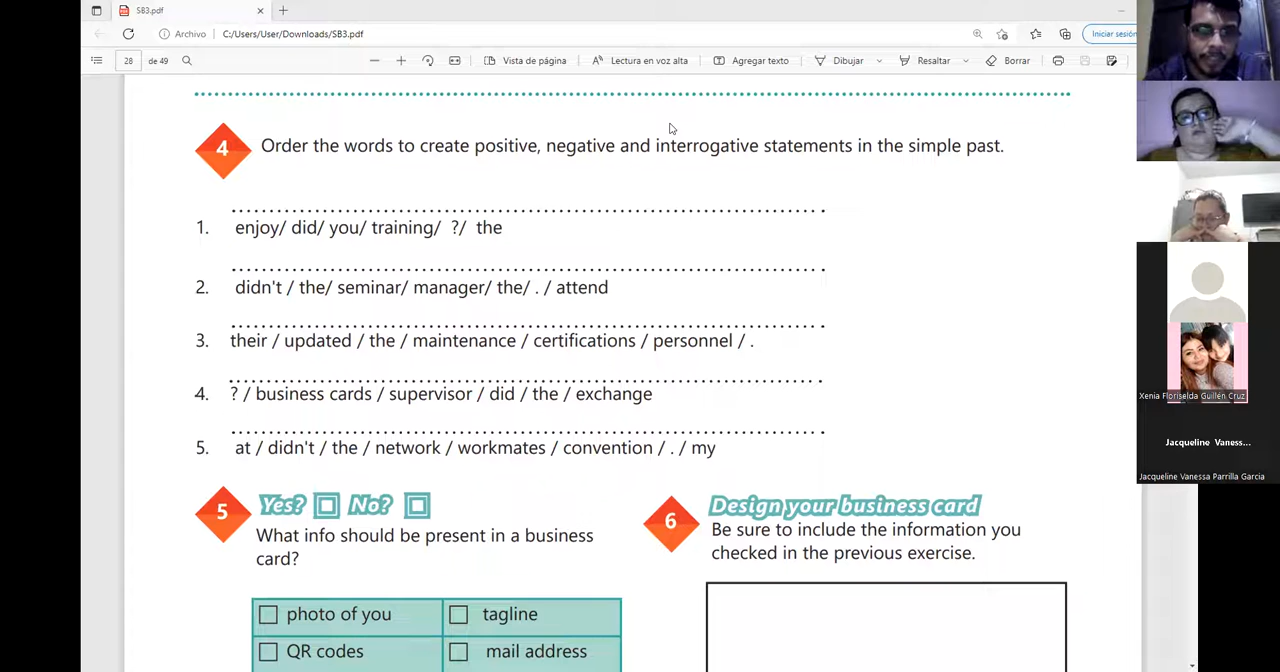 SB3.pdf
Archivo C:/Users/User/Downloads/SB3.pdf
Iniciar sesión
28 de 49
Vista de página
Lectura en voz alta
Agregar texto
Dibujar
Resaltar
Borrar
4 Order the words to create positive, negative and interrogative statements in the simple past.
1. enjoy/ did/ you/ training/ ?/ the
2. didn't / the/ seminar/ manager/ the/ . / attend
3. their / updated / the / maintenance / certifications / personnel / .
4. ? / business cards / supervisor / did / the / exchange
5. at / didn't / the / network / workmates / convention / . / my
5 Yes? No?
What info should be present in a business
card?
photo of you
tagline
QR codes
mail address
6 Design your business card
Be sure to include the information you
checked in the previous exercise.
Xenia Floriselda Guillén Cruz
Jacqueline Vaness...
Jacqueline Vanessa Parrilla Garcia